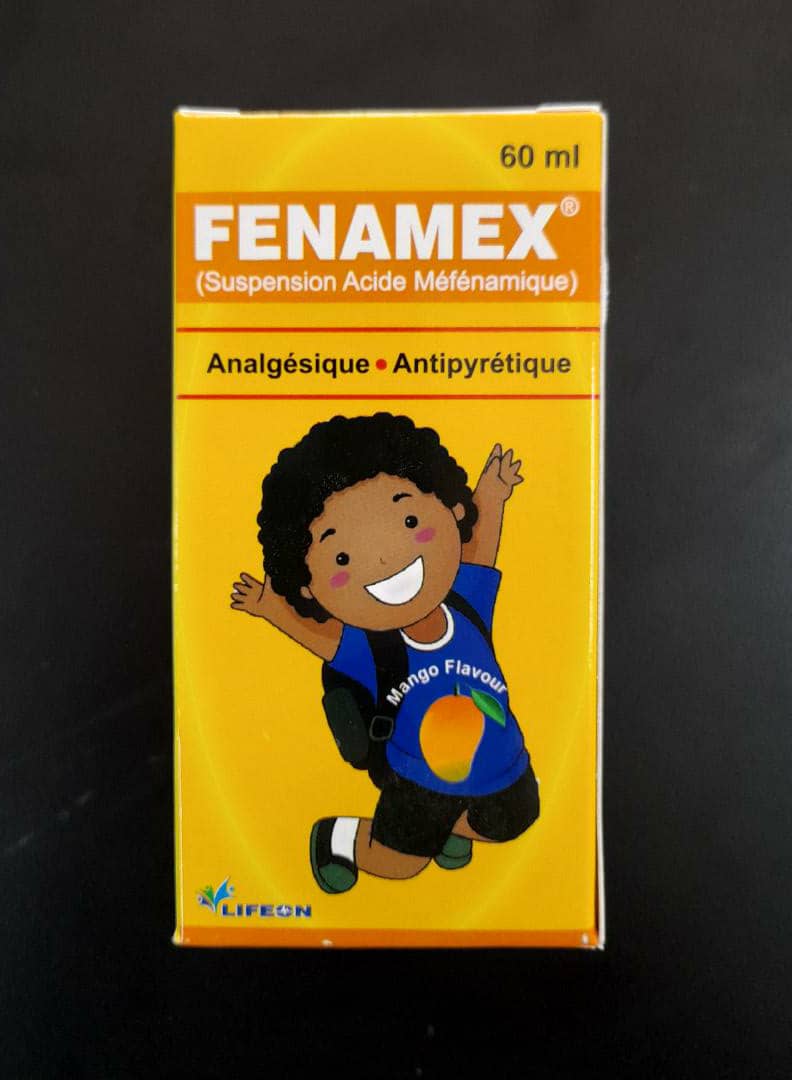 60 ml
FENAMEX®
(Suspension Acide Méfénamique)
Analgésique • Antipyrétique
Mango Flavour
LIFEON